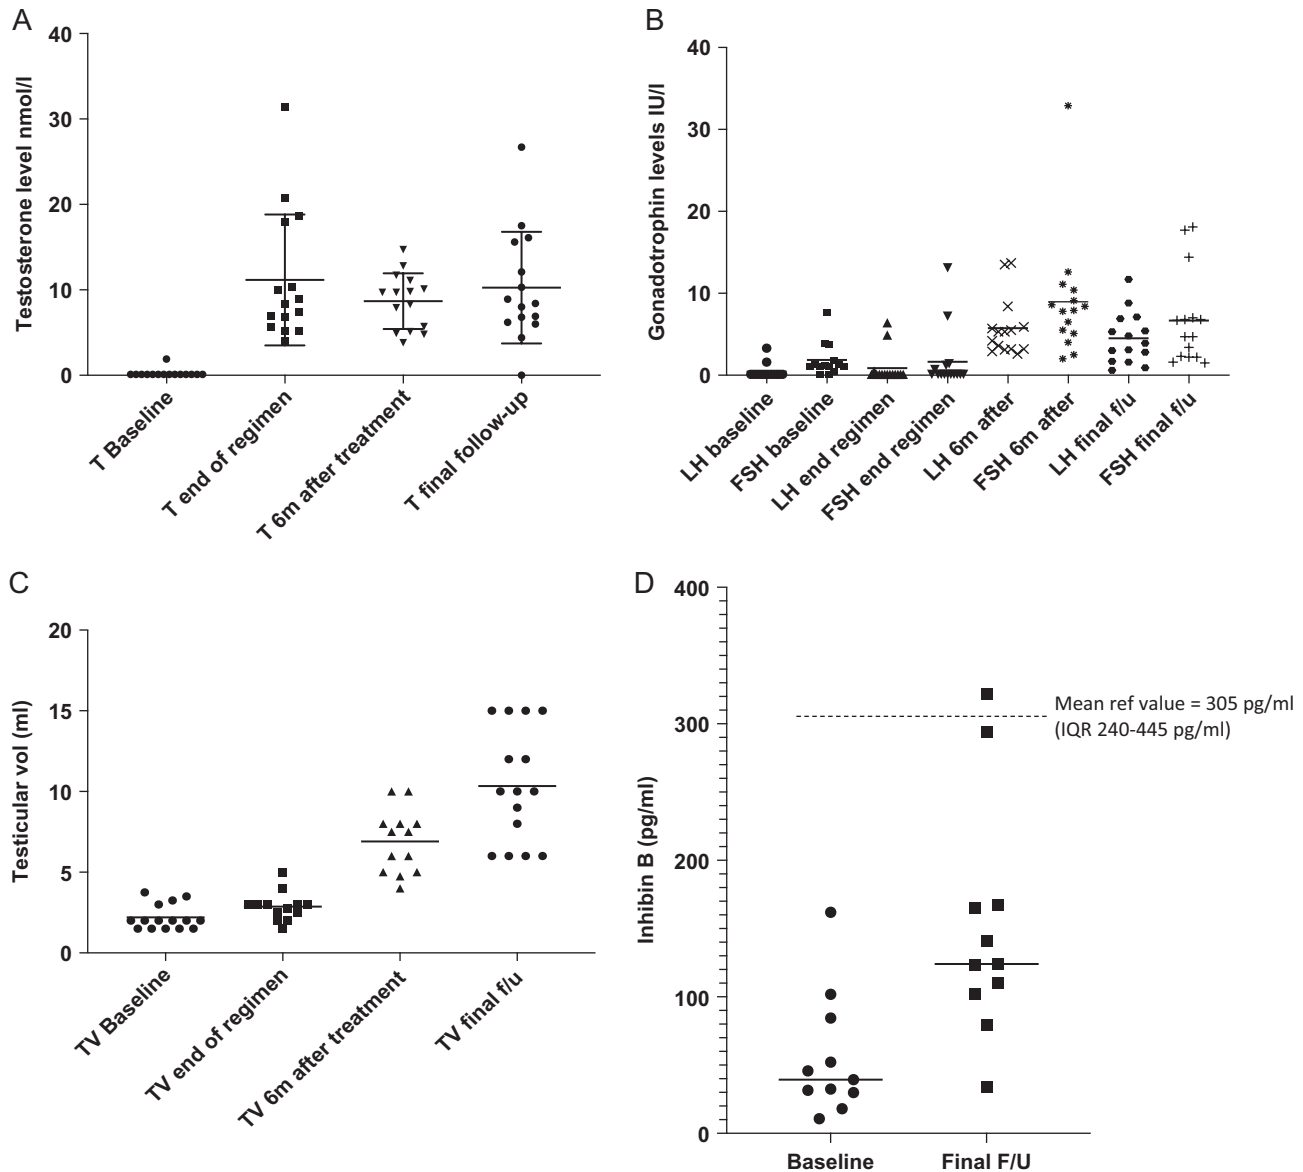 A
Testosterone level nmol/l
40
30
20
10
0
T Baseline
T end of regimen
T 6m after treatment
T final follow-up
B
Gonadotrophin levels IU/l
40
30
20
10
0
LH baseline
FSH baseline
LH end regimen
FSH end regimen
LH 6m after
FSH 6m after
LH final f/u
FSH final f/u
C
Testicular vol (ml)
20
15
10
5
0
TV Baseline
TV end of regimen
TV 6m after treatment
TV final f/u
D
Inhibin B (pg/ml)
400
300
200
100
0
Mean ref value = 305 pg/ml
(IQR 240-445 pg/ml)
Baseline
Final F/U